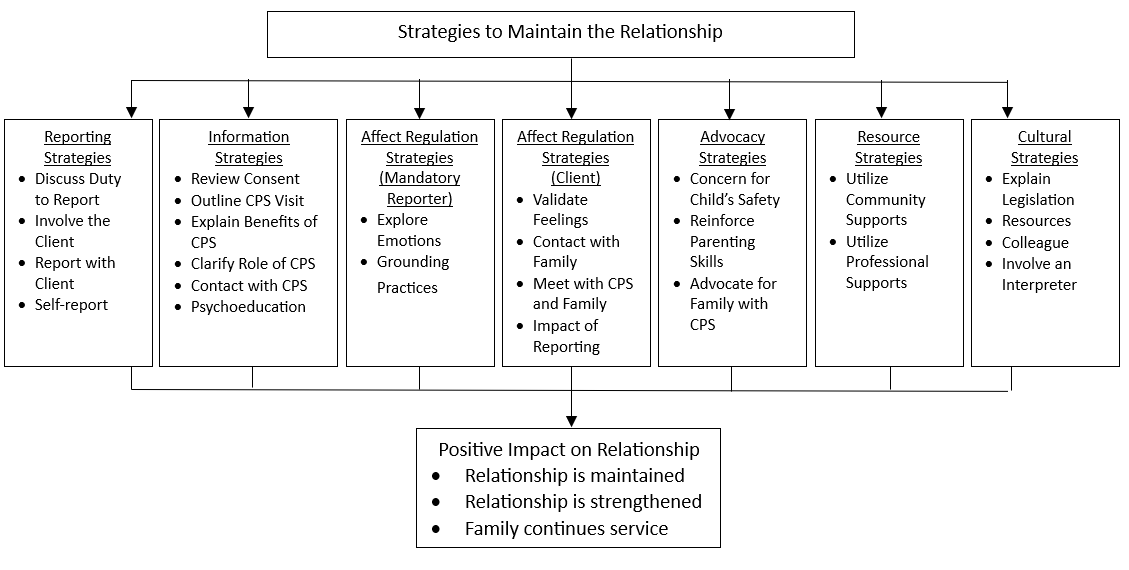 Strategies to Maintain the Relationship
Reporting
Strategies
• Discuss Duty
to Report
• Involve the
Client
• Report with
Client
• Self-report
Information
Strategies
• Review Consent
• Outline CPS Visit
• Explain Benefits of
CPS
• Clarify Role of CPS
• Contact with CPS
• Psychoeducation
Affect Regulation
Strategies
(Mandatory
Reporter)
• Explore
Emotions
• Grounding
Practices
Affect Regulation
Strategies
(Client)
• Validate
Feelings
• Contact with
Family
• Meet with CPS
and Family
• Impact of
Reporting
Advocacy
Strategies
• Concern for
Child’s Safety
• Reinforce
Parenting
Skills
• Advocate for
Family with
CPS
Resource
Strategies
• Utilize
Community
Supports
• Utilize
Professional
Supports
Cultural
Strategies
• Explain
Legislation
• Resources
• Colleague
• Involve an
Interpreter
Positive Impact on Relationship
• Relationship is maintained
• Relationship is strengthened
• Family continues service